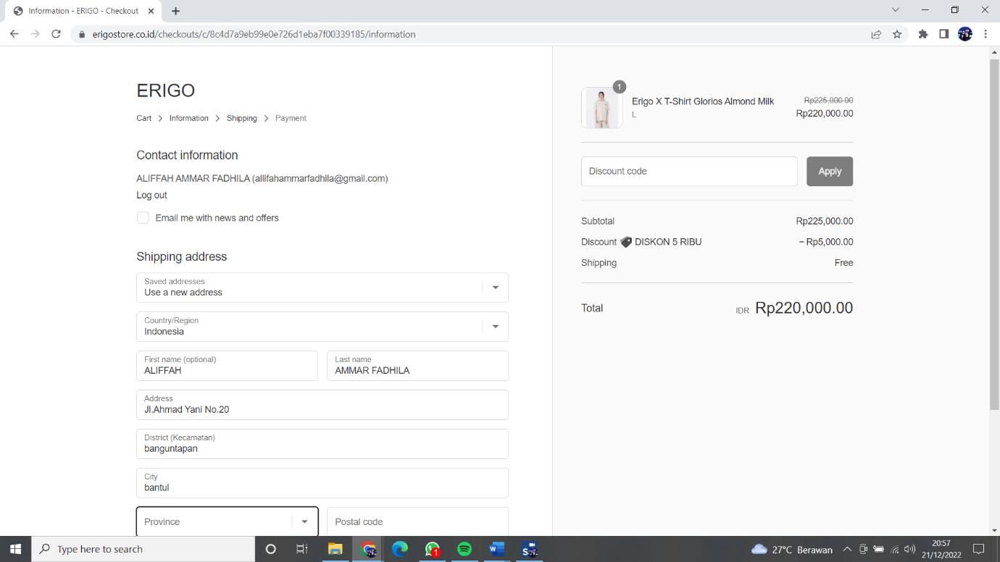 Information - ERIGO - Checkout
erigostore.co.id/checkouts/c/8c4d7a9eb99e0e726d1eba7f00339185/information
ERIGO
Cart > Information > Shipping > Payment
Contact information
ALIFFAH AMMAR FADHILA (allifahammarfadhila@gmail.com)
Log out
Email me with news and offers
Shipping address
Saved addresses
Use a new address
Country/Region
Indonesia
First name (optional)
ALIFFAH
Last name
AMMAR FADHILA
Address
Jl.Ahmad Yani No.20
District (Kecamatan)
banguntapan
City
bantul
Province
Postal code
1
Erigo X T-Shirt Glorios Almond Milk
L
Rp225,000.00
Rp220,000.00
Discount code
Apply
Subtotal Rp225,000.00
Discount DISKON 5 RIBU − Rp5,000.00
Shipping Free
Total IDR Rp220,000.00
Type here to search
1
27°C Berawan
20:57
21/12/2022